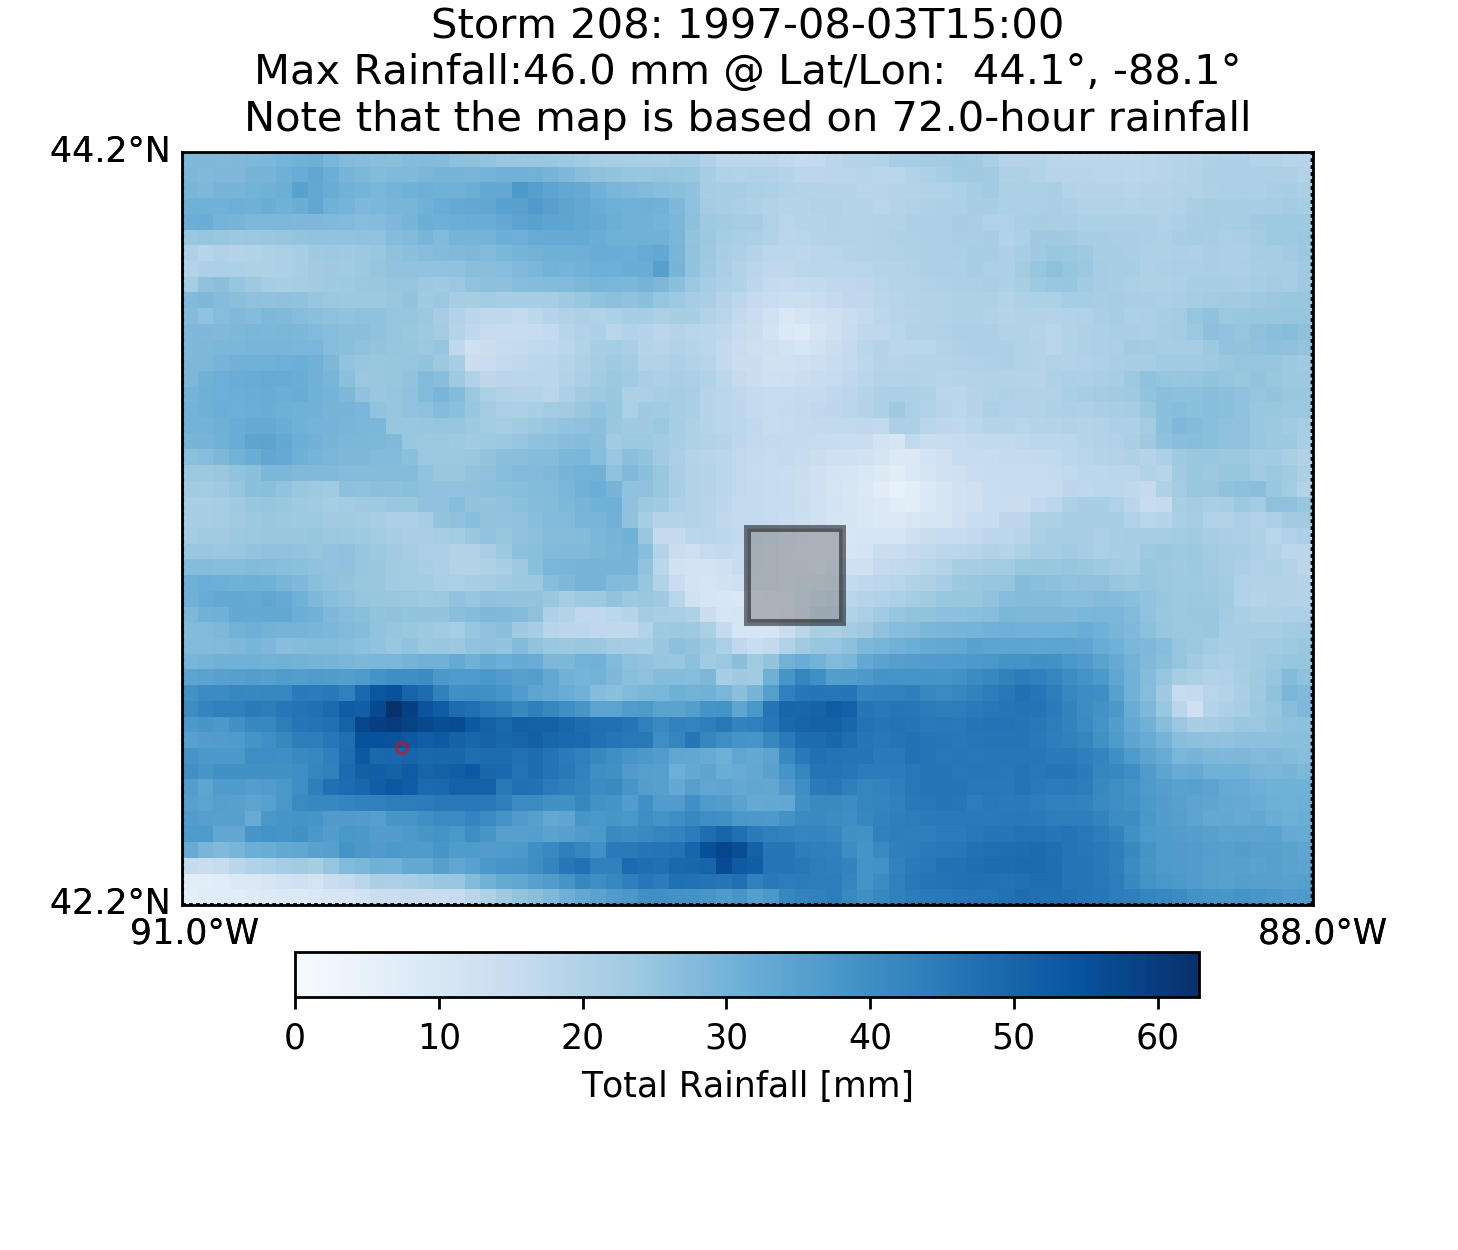 Storm 208: 1997-08-03T15:00
Max Rainfall:46.0 mm @ Lat/Lon:  44.1°, -88.1°
Note that the map is based on 72.0-hour rainfall
44.2°N
42.2°N
91.0°W
88.0°W
0 10 20 30 40 50 60
Total Rainfall [mm]